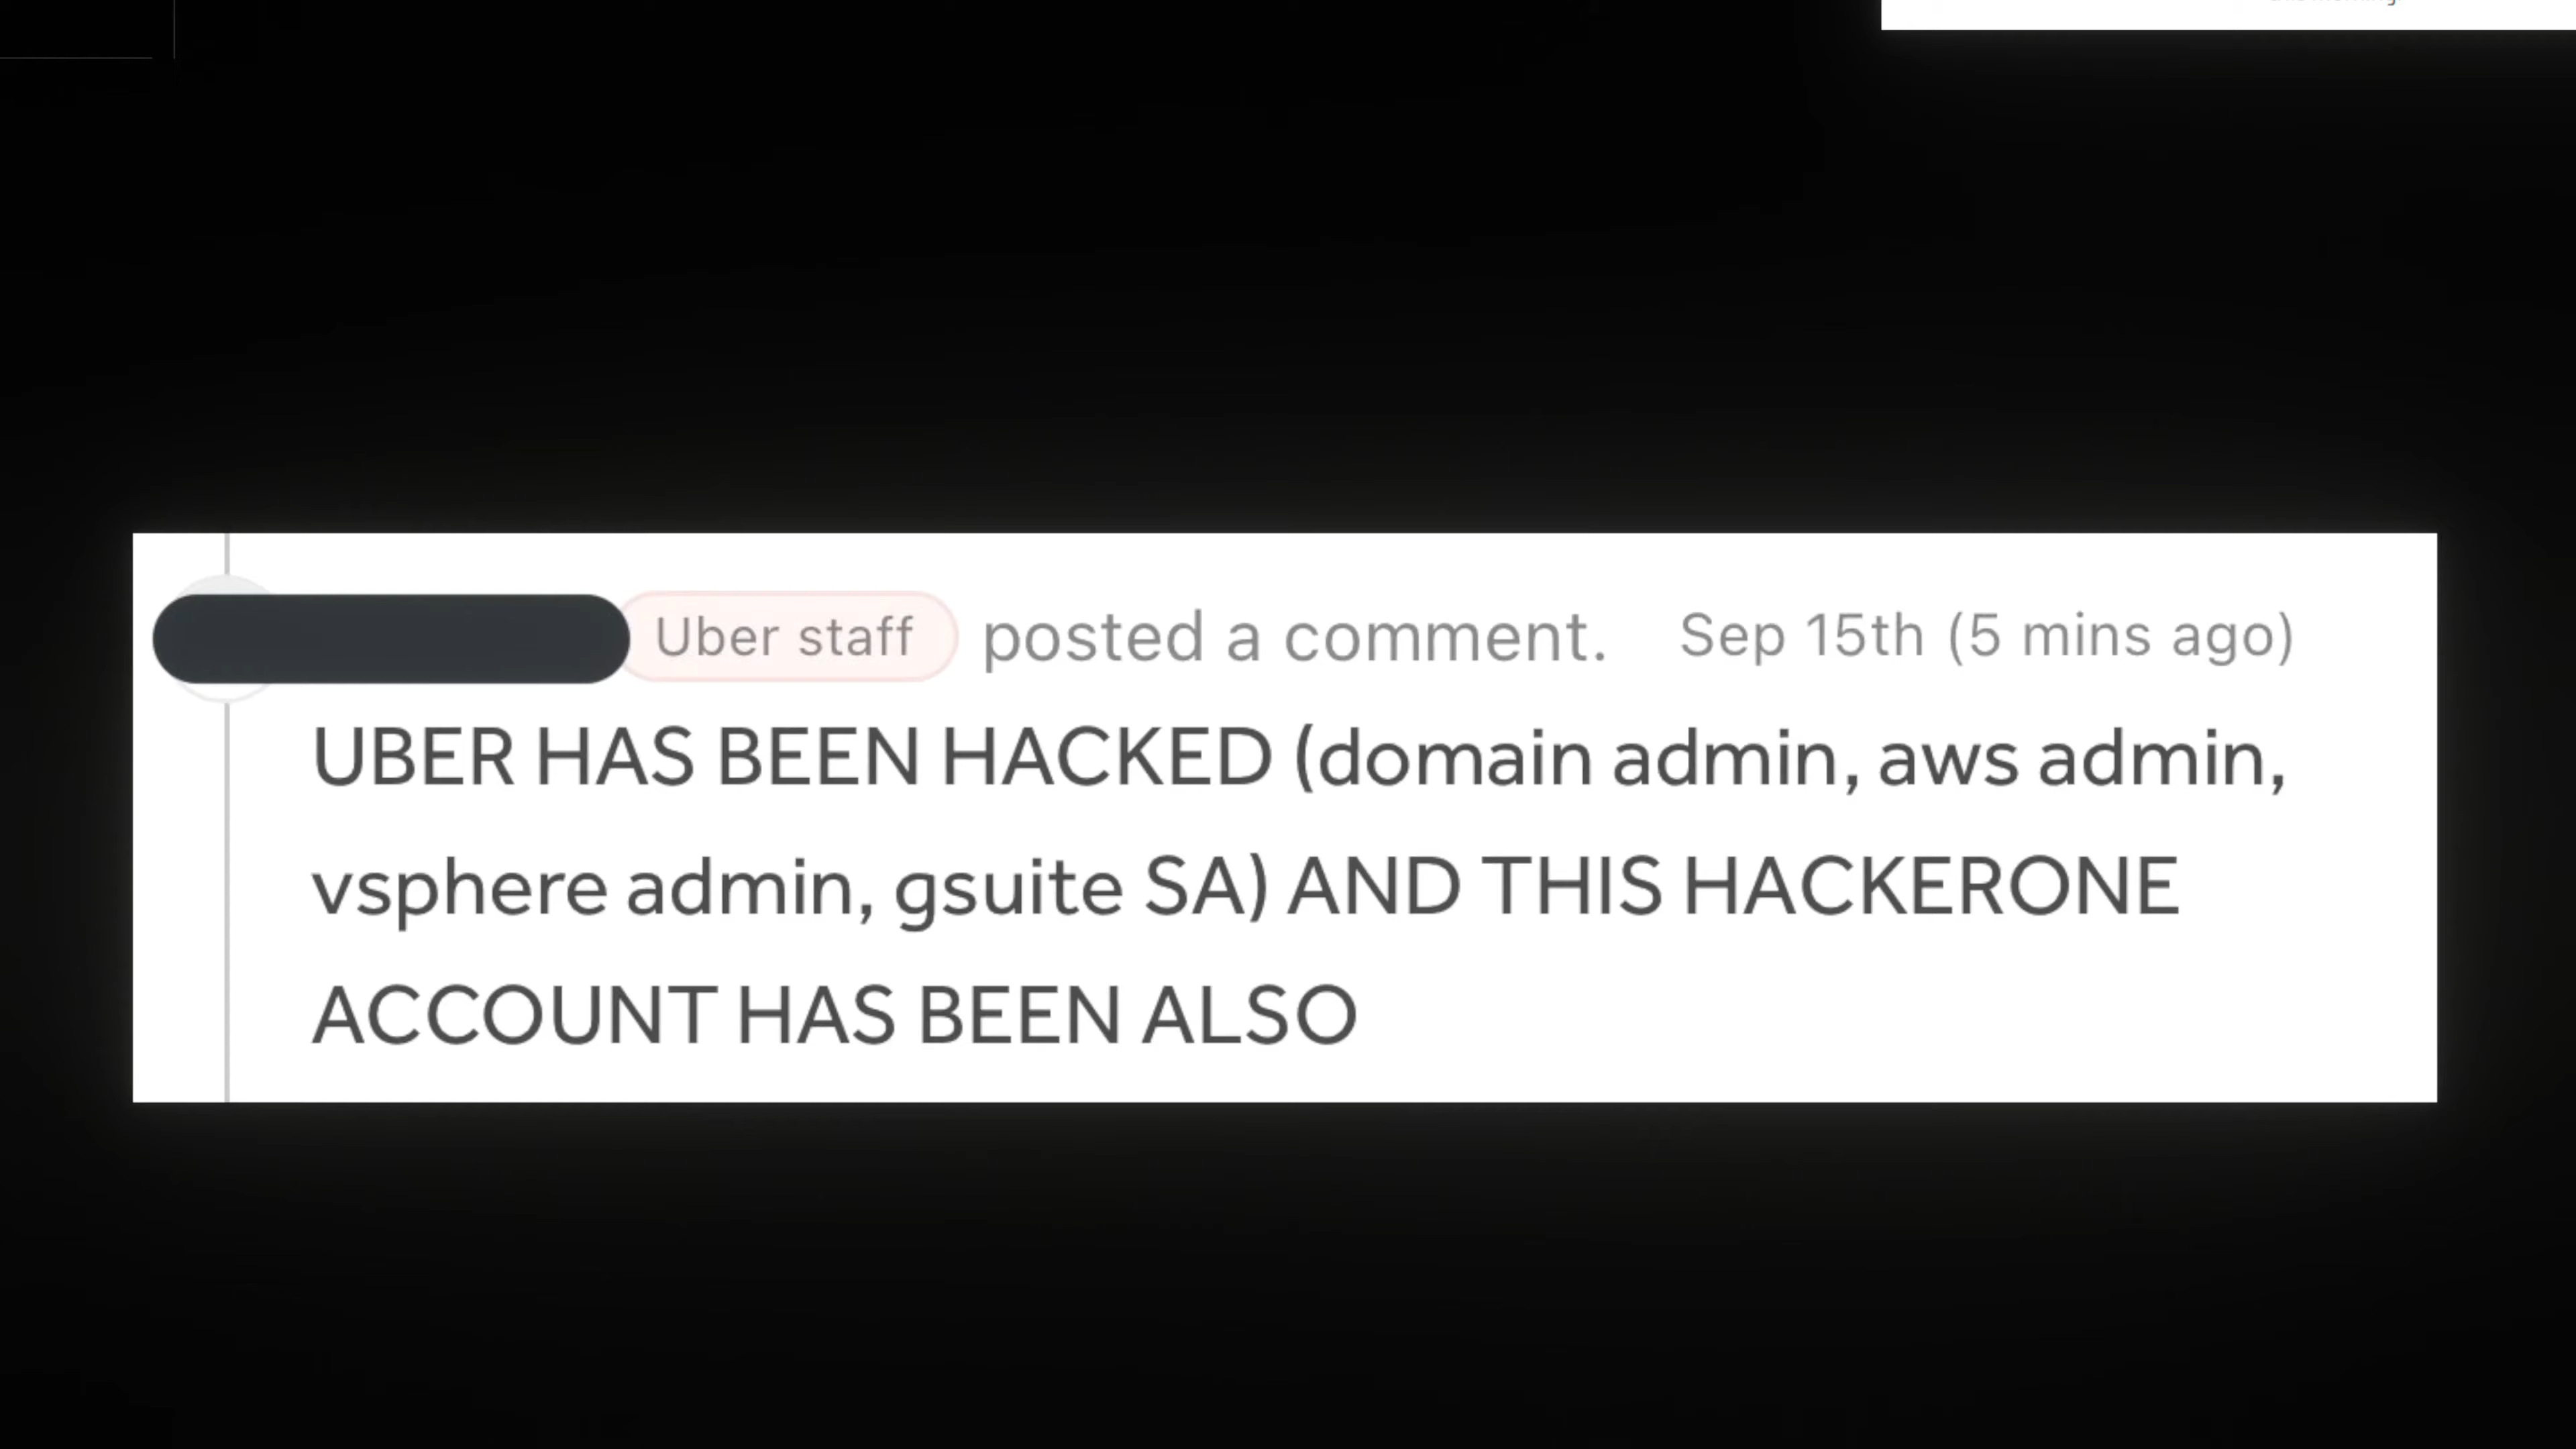 Uber staff posted a comment. Sep 15th (5 mins ago)
UBER HAS BEEN HACKED (domain admin, aws admin,
vsphere admin, gsuite SA) AND THIS HACKERONE
ACCOUNT HAS BEEN ALSO